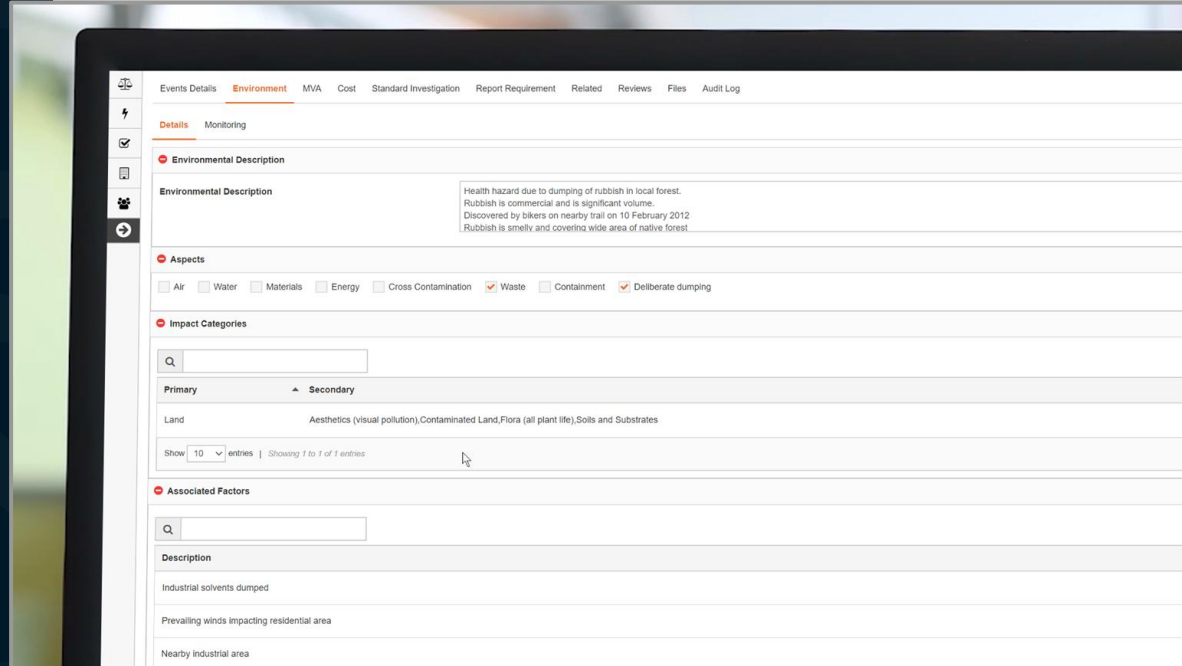 Events Details Environment MVA Cost Standard Investigation Report Requirement Related Reviews Files Audit Log
Details Monitoring
Environmental Description
Environmental Description
Health hazard due to dumping of rubbish in local forest.
Rubbish is commercial and is significant volume.
Discovered by bikers on nearby trail on 10 February 2012
Rubbish is smelly and covering wide area of native forest
Aspects
Air Water Materials Energy Cross Contamination Waste Containment Deliberate dumping
Impact Categories
Primary Secondary
Land Aesthetics (visual pollution),Contaminated Land,Flora (all plant life),Soils and Substrates
Show 10 entries | Showing 1 to 1 of 1 entries
Associated Factors
Description
Industrial solvents dumped
Prevailing winds impacting residential area
Nearby industrial area